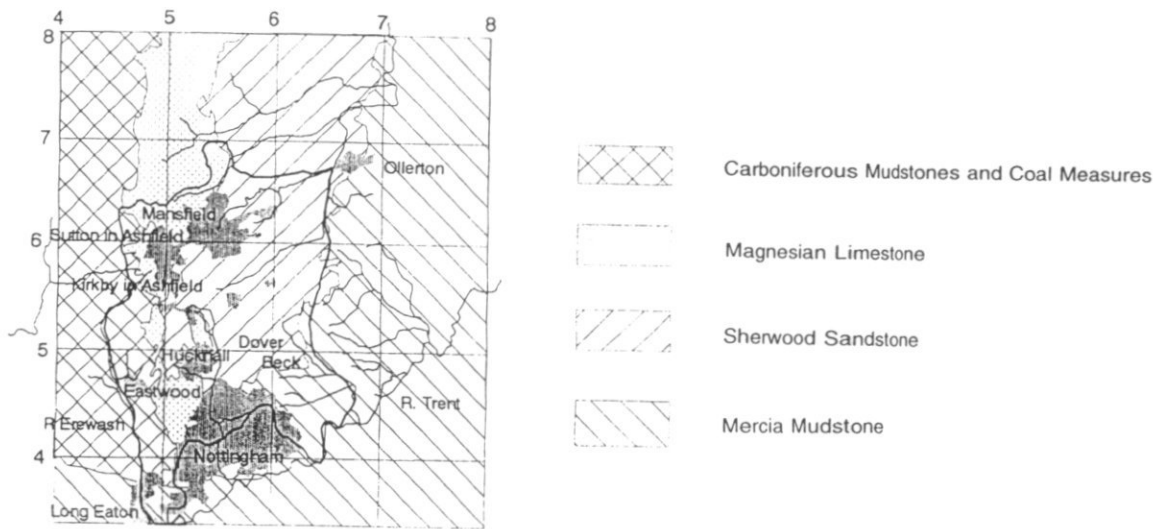 4 5 6 7 8
8
7
Ollerton
Mansfield
6
Sutton in Ashfield
Kirkby in Ashfield
5
Hucknall
Dover
Beck
Eastwood
R. Trent
R Erewash
4
Nottingham
Long Eaton
Carboniferous Mudstones and Coal Measures
Magnesian Limestone
Sherwood Sandstone
Mercia Mudstone